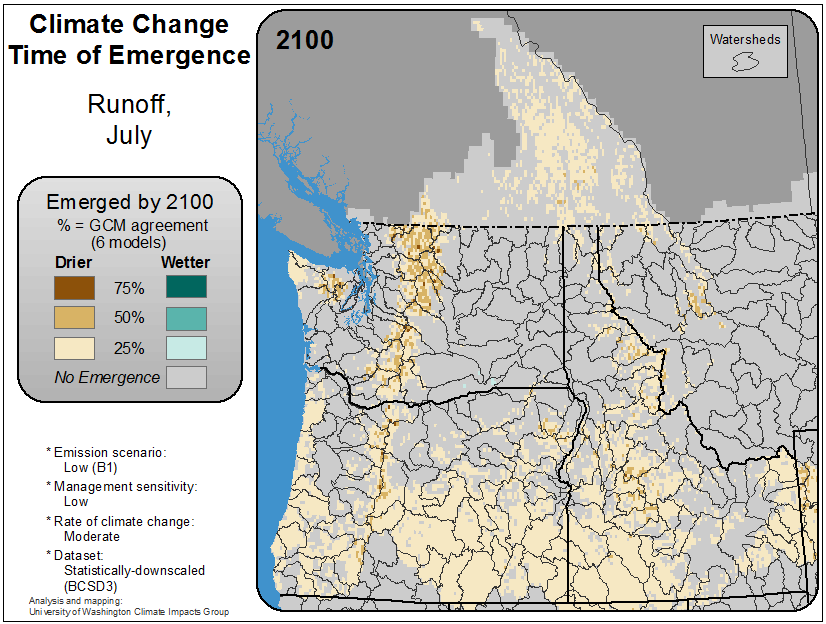 Climate Change
Time of Emergence
Runoff,
July
Emerged by 2100
% = GCM agreement
(6 models)
Drier Wetter
75%
50%
25%
No Emergence
* Emission scenario:
Low (B1)
* Management sensitivity:
Low
* Rate of climate change:
Moderate
* Dataset:
Statistically-downscaled
(BCSD3)
Analysis and mapping:
University of Washington Climate Impacts Group
2100
Watersheds